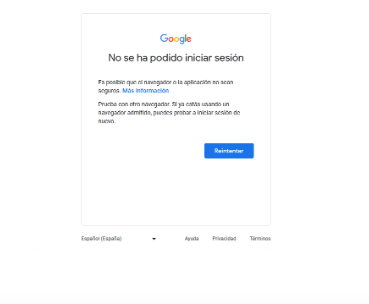 Google
No se ha podido iniciar sesión
Es posible que el navegador o la aplicación no sean
seguros. Más información
Prueba con otro navegador. Si ya estás usando un
navegador admitido, puedes probar a iniciar sesión de
nuevo.
Reintentar
Español (España) Ayuda Privacidad Términos